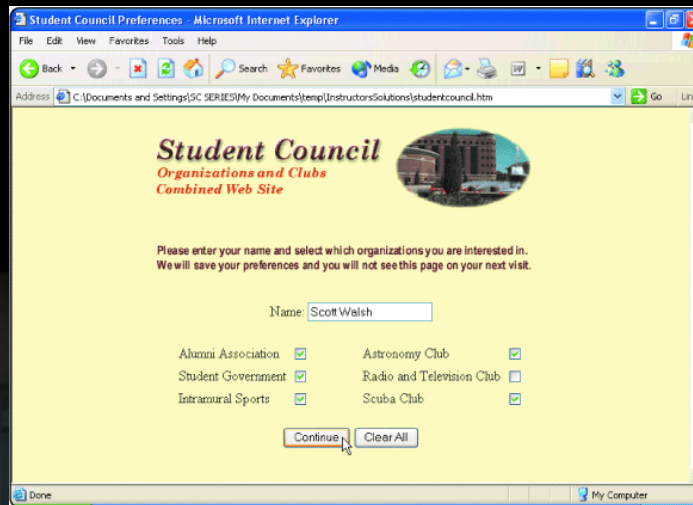 Student Council Preferences - Microsoft Internet Explorer
File Edit View Favorites Tools Help
Back Search Favorites Media
Address C:\Documents and Settings\SC SERIES\My Documents\temp\InstructorsSolutions\studentcouncil.htm Go
Student Council
Organizations and Clubs
Combined Web Site
Please enter your name and select which organizations you are interested in.
We will save your preferences and you will not see this page on your next visit.
Name: Scott Walsh
Alumni Association Astronomy Club
Student Government Radio and Television Club
Intramural Sports Scuba Club
Continue Clear All
Done My Computer